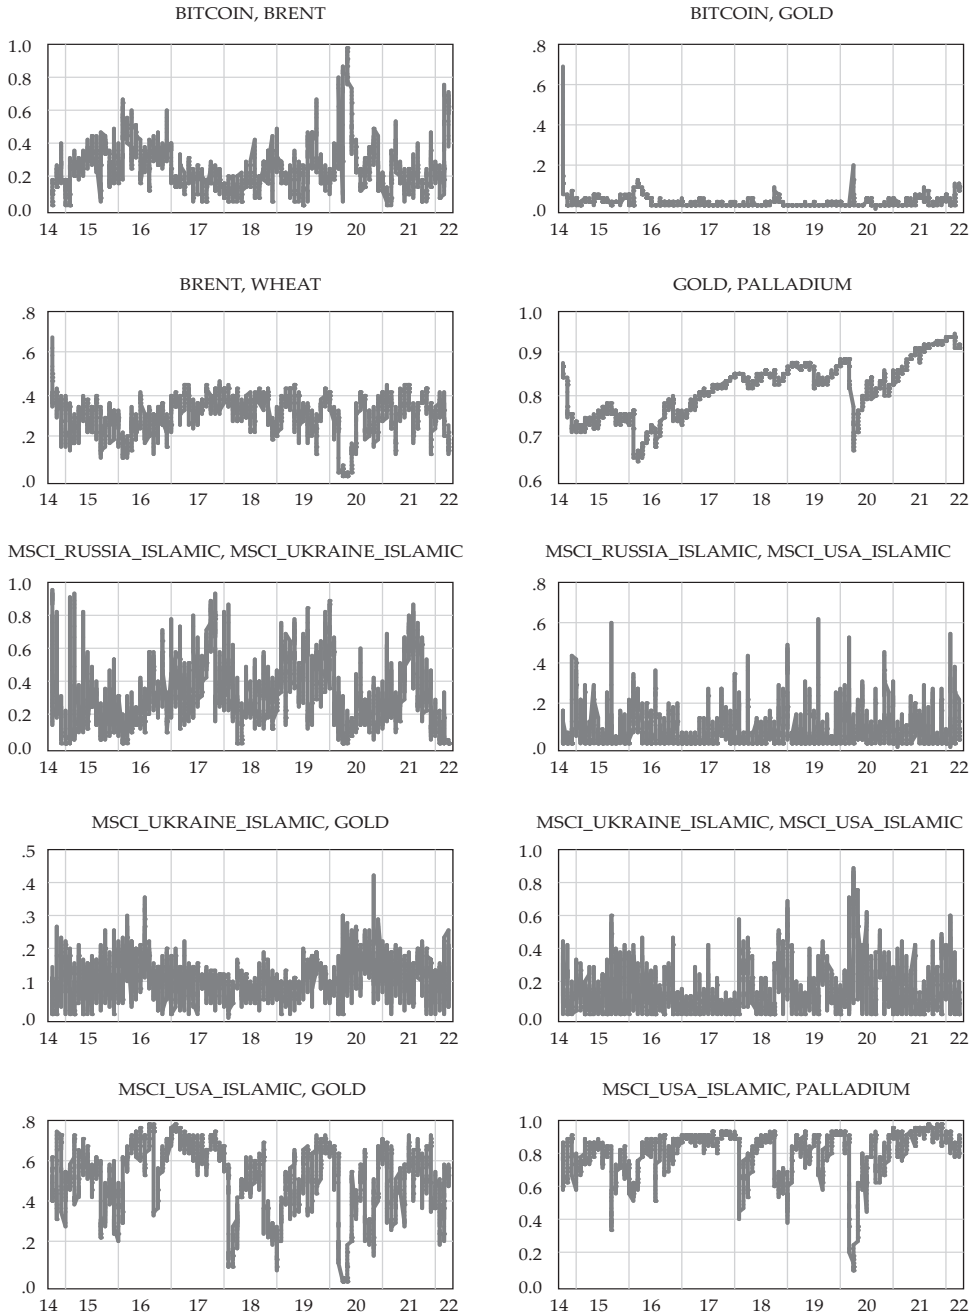 BITCOIN, BRENT
1.0
0.8
0.6
0.4
0.2
0.0
14 15 16 17 18 19 20 21 22
BITCOIN, GOLD
.8
.6
.4
.2
.0
14 15 16 17 18 19 20 21 22
BRENT, WHEAT
.8
.6
.4
.2
.0
14 15 16 17 18 19 20 21 22
GOLD, PALLADIUM
1.0
0.9
0.8
0.7
0.6
14 15 16 17 18 19 20 21 22
MSCI_RUSSIA_ISLAMIC, MSCI_UKRAINE_ISLAMIC
1.0
0.8
0.6
0.4
0.2
0.0
14 15 16 17 18 19 20 21 22
MSCI_RUSSIA_ISLAMIC, MSCI_USA_ISLAMIC
.8
.6
.4
.2
.0
14 15 16 17 18 19 20 21 22
MSCI_UKRAINE_ISLAMIC, GOLD
.5
.4
.3
.2
.1
.0
14 15 16 17 18 19 20 21 22
MSCI_UKRAINE_ISLAMIC, MSCI_USA_ISLAMIC
1.0
0.8
0.6
0.4
0.2
0.0
14 15 16 17 18 19 20 21 22
MSCI_USA_ISLAMIC, GOLD
.8
.6
.4
.2
.0
14 15 16 17 18 19 20 21 22
MSCI_USA_ISLAMIC, PALLADIUM
1.0
0.8
0.6
0.4
0.2
0.0
14 15 16 17 18 19 20 21 22